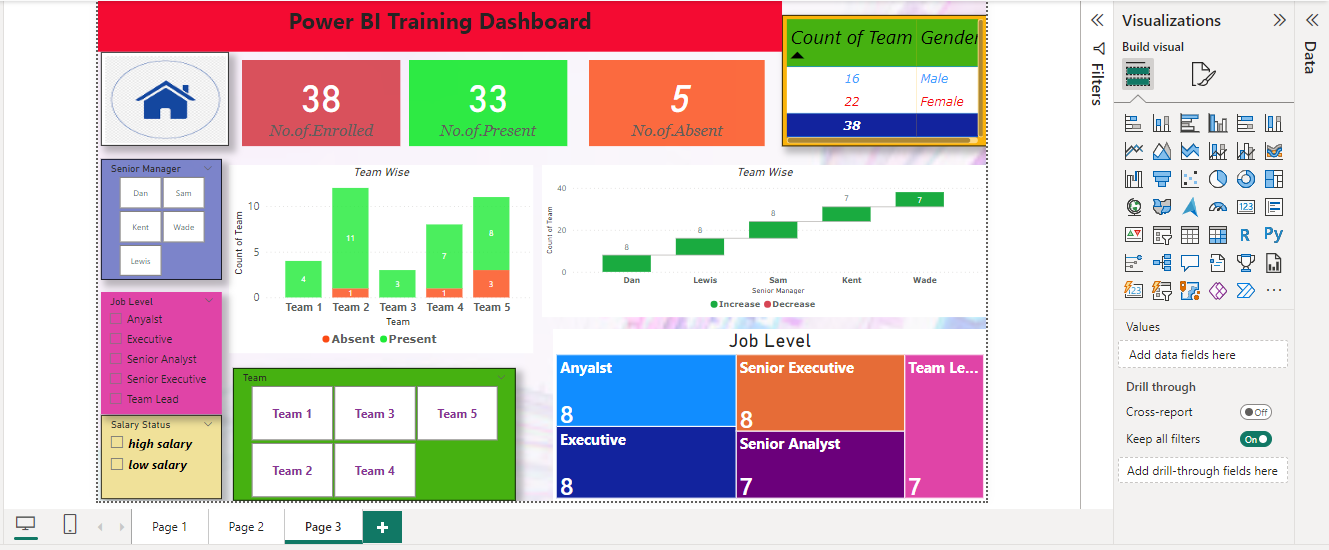 Power BI Training Dashboard
Count of Team Gender
16 Male
22 Female
38
38
No.of.Enrolled
33
No.of.Present
5
No.of.Absent
Senior Manager
Dan Sam
Kent Wade
Lewis
Job Level
Anyalst
Executive
Senior Analyst
Senior Executive
Team Lead
Salary Status
high salary
low salary
Team Wise
Count of Team
10
5
0
4
11
1
3
7
1
8
3
Team 1 Team 2 Team 3 Team 4 Team 5
Team
Absent Present
Team Wise
Count of Team
40
20
0
8
8
8
7
7
Dan Lewis Sam Kent Wade
Senior Manager
Increase Decrease
Team
Team 1 Team 3 Team 5
Team 2 Team 4
Job Level
Anyalst
8
Executive
8
Senior Executive
8
Senior Analyst
7
Team Le...
7
Filters
Visualizations
Build visual
123
R Py
123
Values
Add data fields here
Drill through
Cross-report Off
Keep all filters On
Add drill-through fields here
Data
Page 1 Page 2 Page 3 +